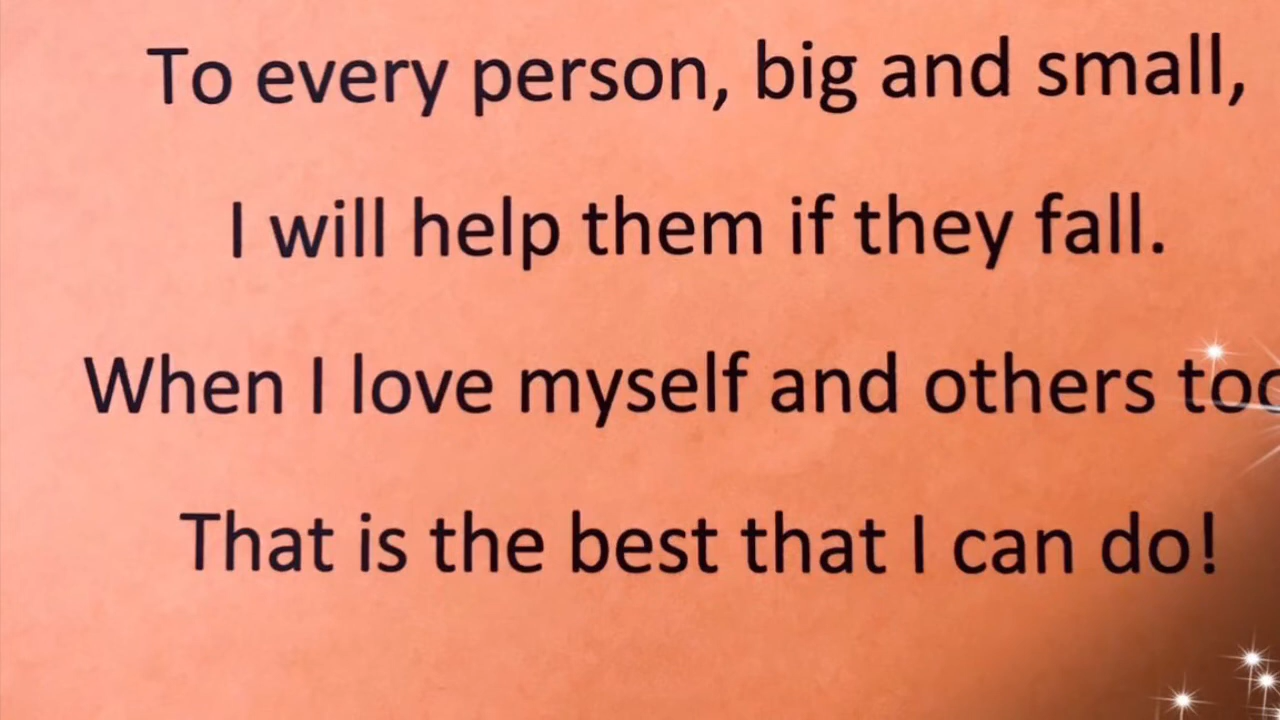 To every person, big and small,
I will help them if they fall.
When I love myself and others too
That is the best that I can do!